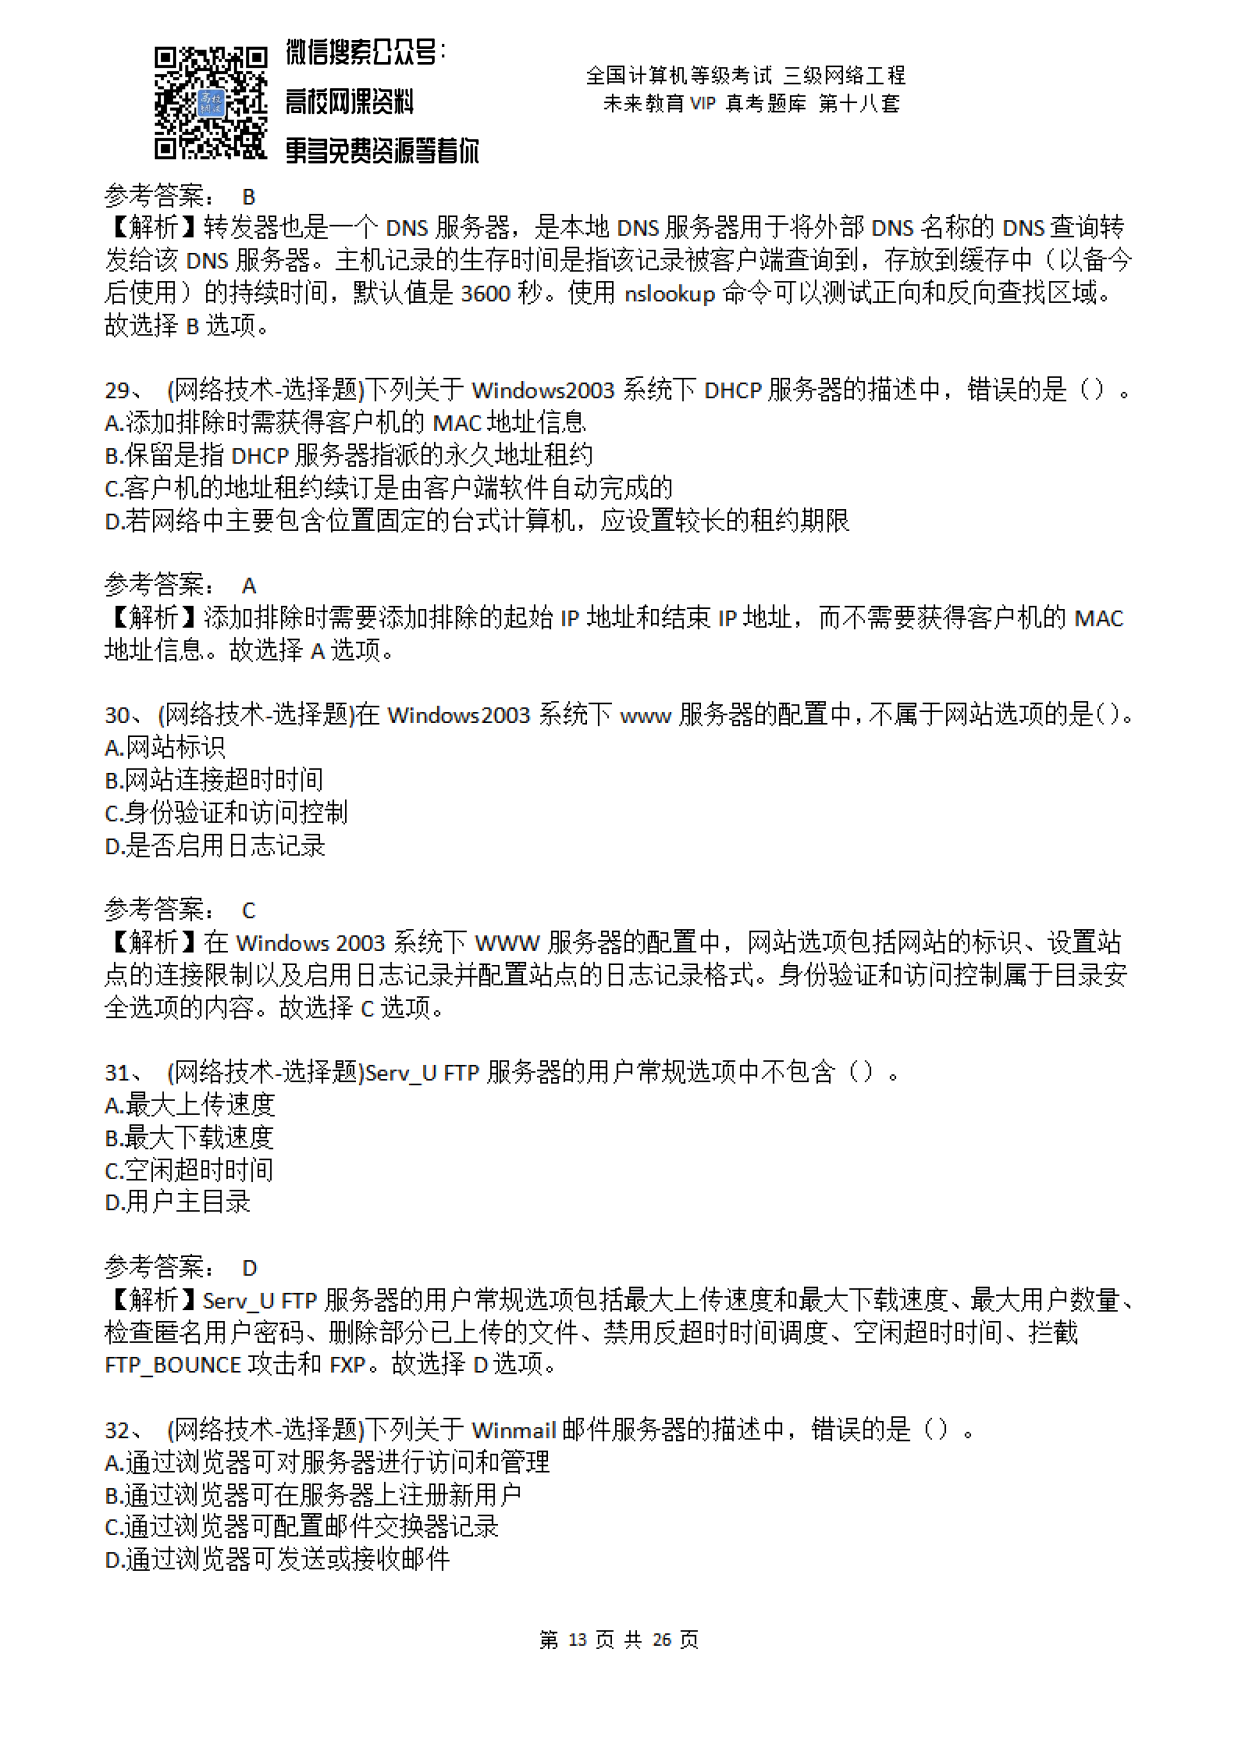 微信搜索公众号：
高校网课资料
更多免费资源等着你
全国计算机等级考试 三级网络工程
未来教育 VIP 真考题库 第十八套
参考答案： B
【解析】转发器也是一个 DNS 服务器，是本地 DNS 服务器用于将外部 DNS 名称的 DNS 查询转
发给该 DNS 服务器。主机记录的生存时间是指该记录被客户端查询到，存放到缓存中（以备今
后使用）的持续时间，默认值是 3600 秒。使用 nslookup 命令可以测试正向和反向查找区域。
故选择 B 选项。
29、 (网络技术-选择题)下列关于 Windows2003 系统下 DHCP 服务器的描述中，错误的是（）。
A.添加排除时需获得客户机的 MAC 地址信息
B.保留是指 DHCP 服务器指派的永久地址租约
C.客户机的地址租约续订是由客户端软件自动完成的
D.若网络中主要包含位置固定的台式计算机，应设置较长的租约期限
参考答案： A
【解析】添加排除时需要添加排除的起始 IP 地址和结束 IP 地址，而不需要获得客户机的 MAC
地址信息。故选择 A 选项。
30、(网络技术-选择题)在 Windows2003 系统下 www 服务器的配置中，不属于网站选项的是()。
A.网站标识
B.网站连接超时时间
C.身份验证和访问控制
D.是否启用日志记录
参考答案： C
【解析】在 Windows 2003 系统下 WWW 服务器的配置中，网站选项包括网站的标识、设置站
点的连接限制以及启用日志记录并配置站点的日志记录格式。身份验证和访问控制属于目录安
全选项的内容。故选择 C 选项。
31、 (网络技术-选择题)Serv_U FTP 服务器的用户常规选项中不包含（）。
A.最大上传速度
B.最大下载速度
C.空闲超时时间
D.用户主目录
参考答案： D
【解析】Serv_U FTP 服务器的用户常规选项包括最大上传速度和最大下载速度、最大用户数量、
检查匿名用户密码、删除部分已上传的文件、禁用反超时时间调度、空闲超时时间、拦截
FTP_BOUNCE 攻击和 FXP。故选择 D 选项。
32、 (网络技术-选择题)下列关于 Winmail 邮件服务器的描述中，错误的是（）。
A.通过浏览器可对服务器进行访问和管理
B.通过浏览器可在服务器上注册新用户
C.通过浏览器可配置邮件交换器记录
D.通过浏览器可发送或接收邮件
第 13 页 共 26 页